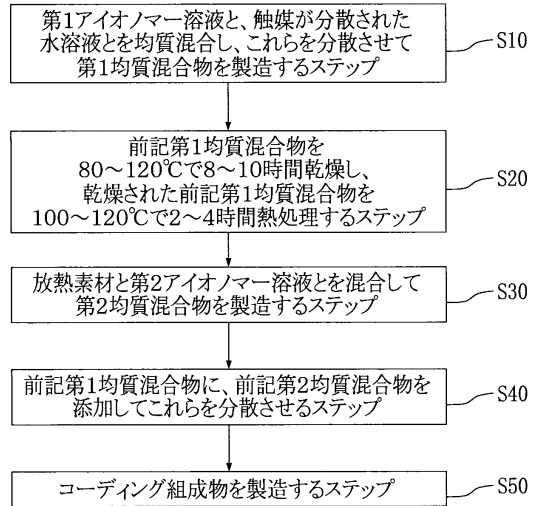 第1アイオノマー溶液と、触媒が分散された
水溶液とを均質混合し、これらを分散させて
第1均質混合物を製造するステップ
S10
前記第1均質混合物を
80～120℃で8～10時間乾燥し、
乾燥された前記第1均質混合物を
100～120℃で2～4時間熱処理するステップ
S20
放熱素材と第2アイオノマー溶液とを混合して
第2均質混合物を製造するステップ
S30
前記第1均質混合物に、前記第2均質混合物を
添加してこれらを分散させるステップ
S40
コーディング組成物を製造するステップ
S50